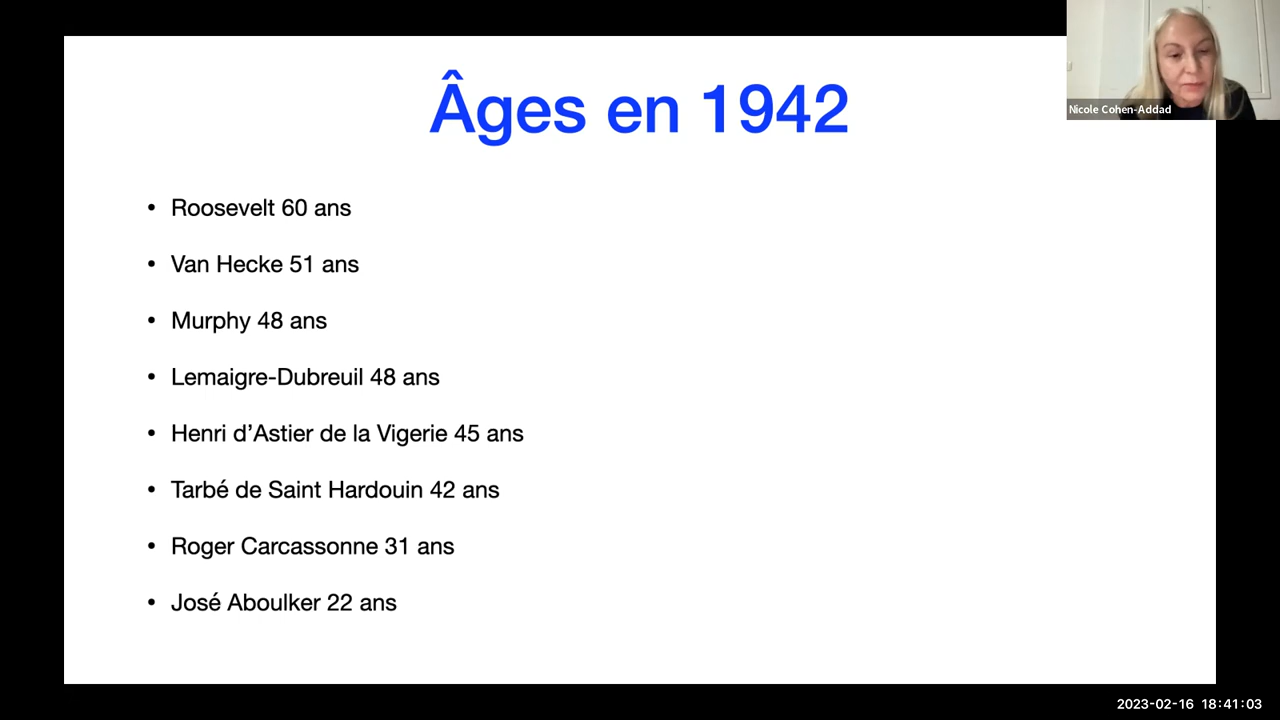 Âges en 1942
Nicole Cohen-Addad
• Roosevelt 60 ans
• Van Hecke 51 ans
• Murphy 48 ans
• Lemaigre-Dubreuil 48 ans
• Henri d’Astier de la Vigerie 45 ans
• Tarbé de Saint Hardouin 42 ans
• Roger Carcassonne 31 ans
• José Aboulker 22 ans
2023-02-16 18:41:03